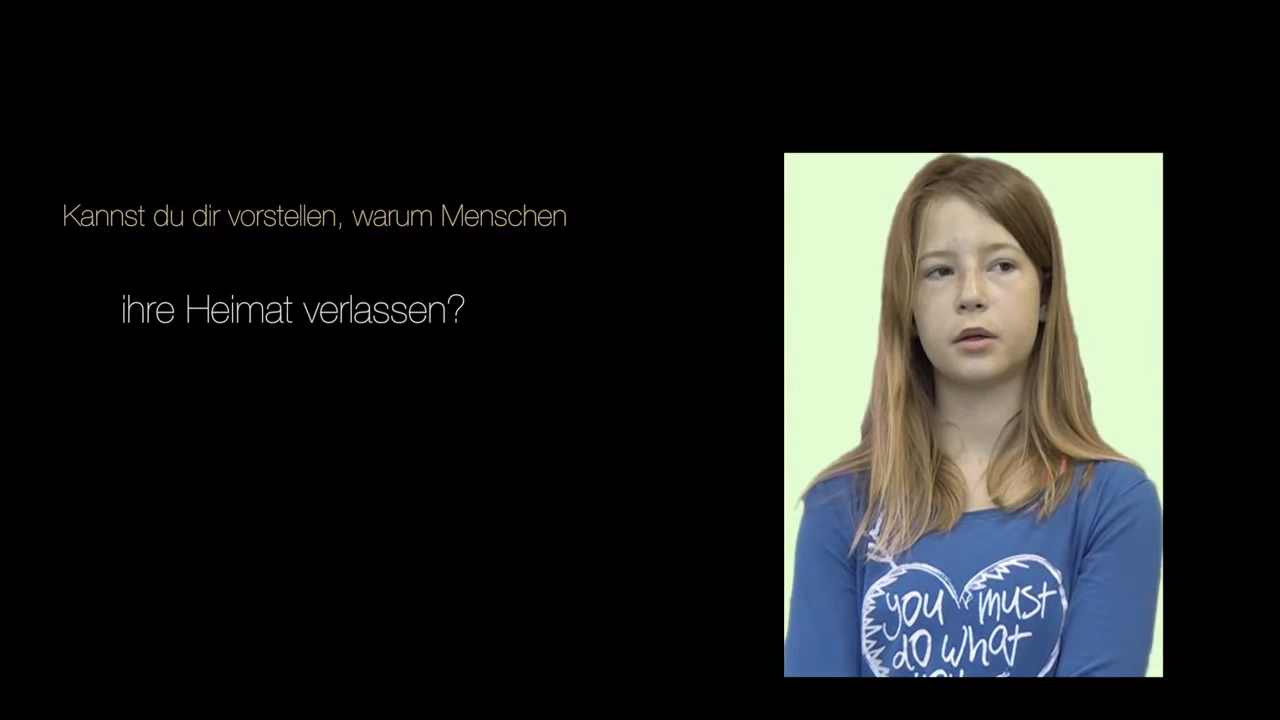 Kannst du dir vorstellen, warum Menschen
ihre Heimat verlassen?
you must
do what